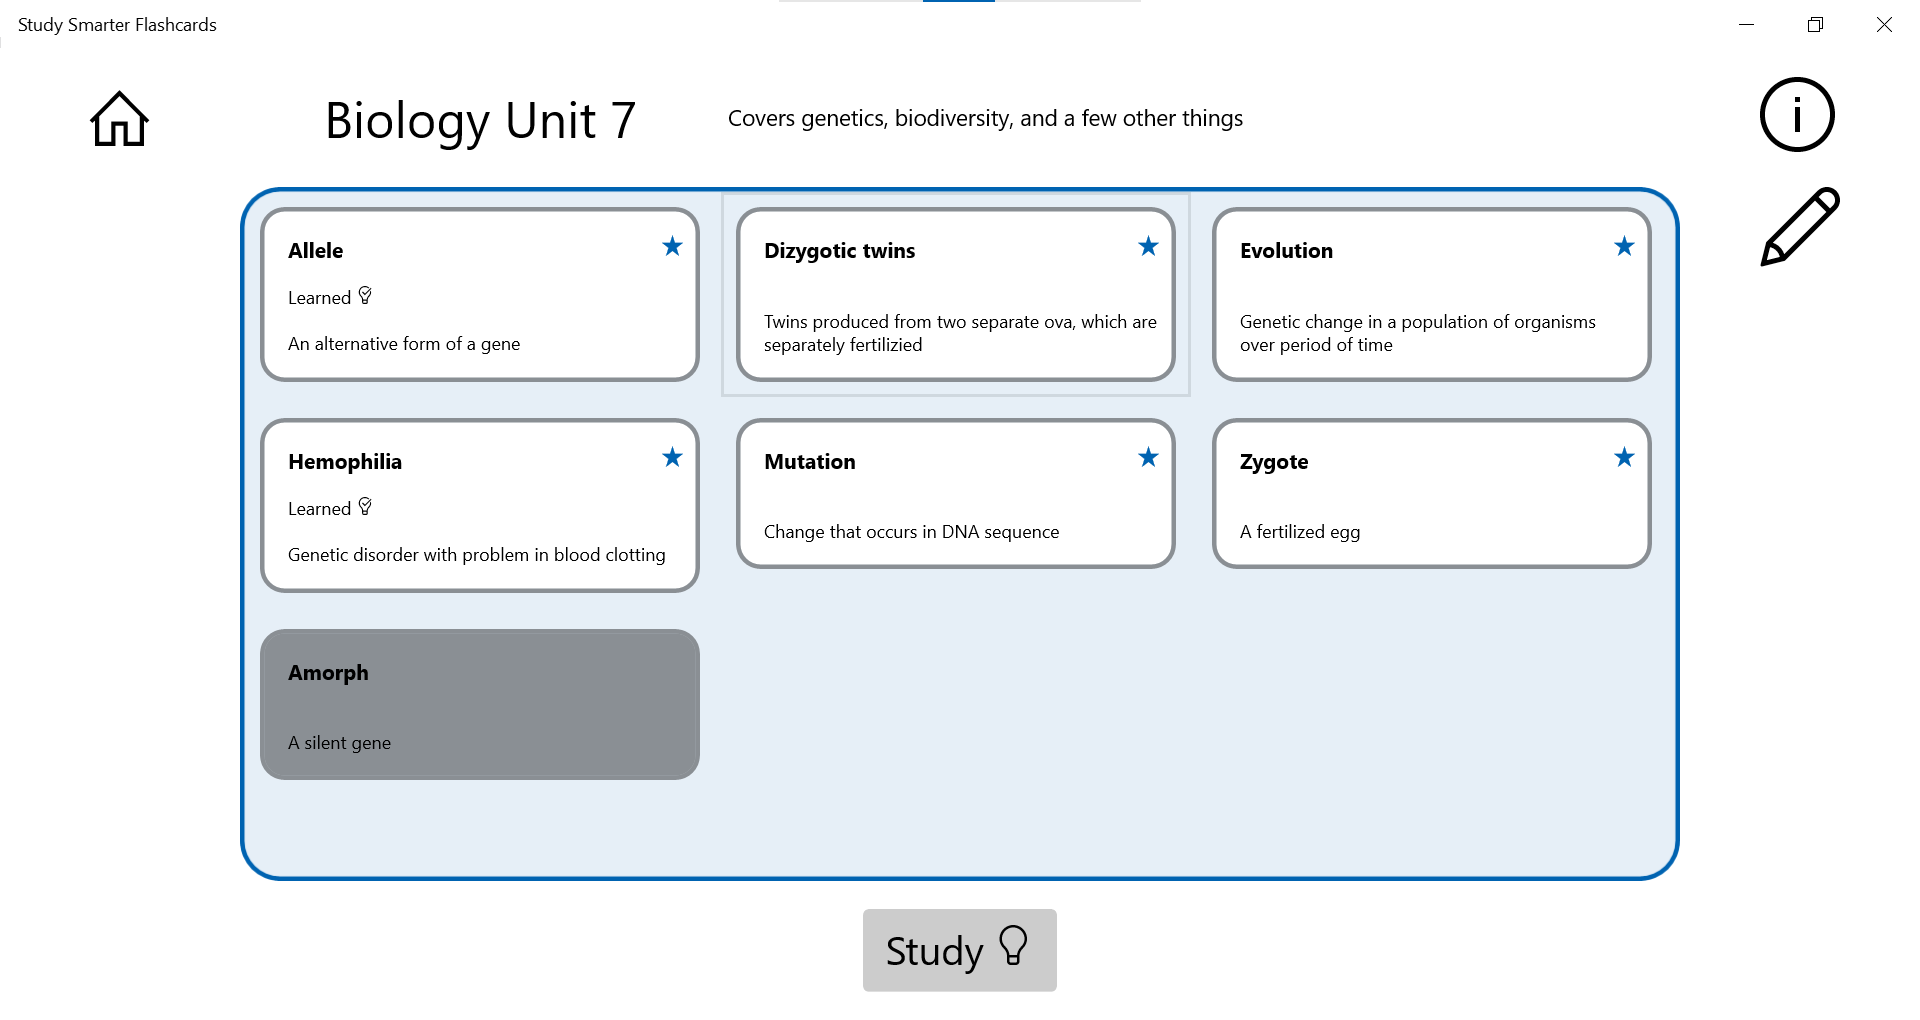 Study Smarter Flashcards
Biology Unit 7
Covers genetics, biodiversity, and a few other things
Allele
Learned
An alternative form of a gene
Dizygotic twins
Twins produced from two separate ova, which are
separately fertilizied
Evolution
Genetic change in a population of organisms
over period of time
Hemophilia
Learned
Genetic disorder with problem in blood clotting
Mutation
Change that occurs in DNA sequence
Zygote
A fertilized egg
Amorph
A silent gene
Study